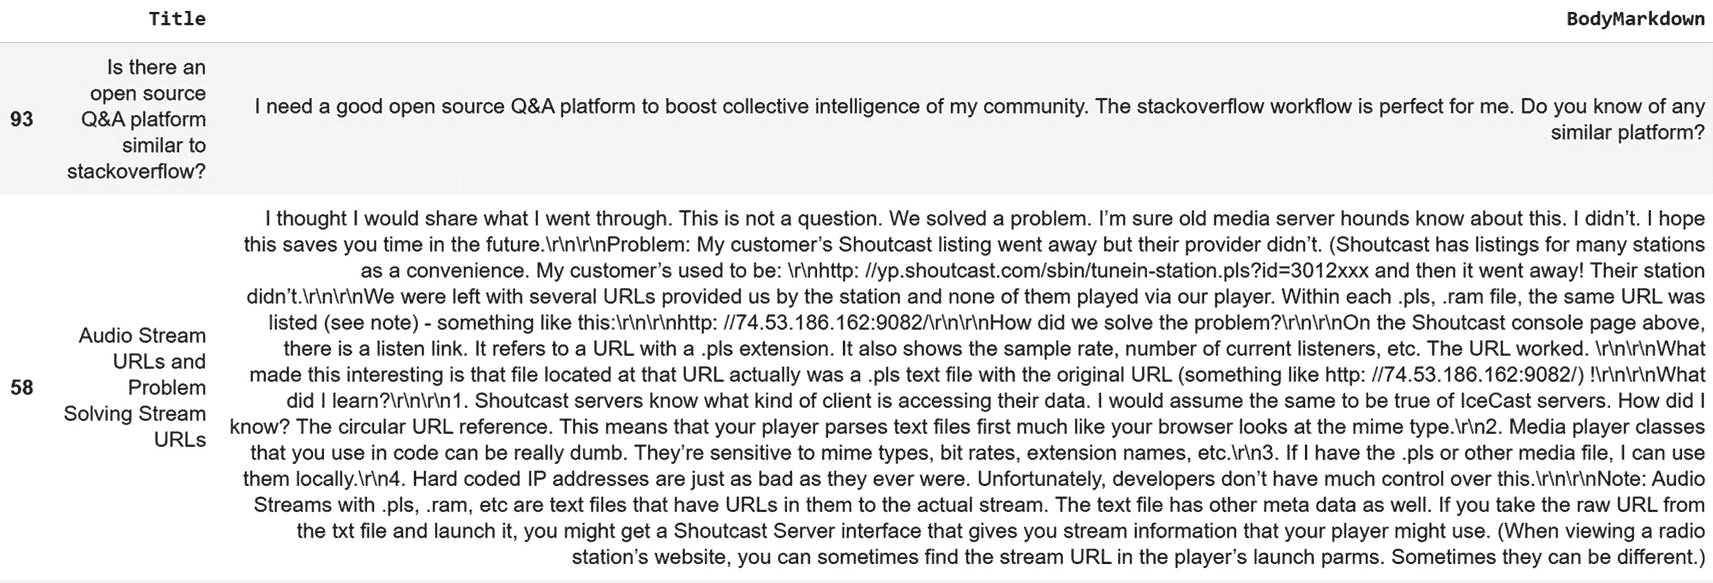 Title BodyMarkdown
93
Is there an
open source
Q&A platform
similar to
stackoverflow?
I need a good open source Q&A platform to boost collective intelligence of my community. The stackoverflow workflow is perfect for me. Do you know of any
similar platform?
58
Audio Stream
URLs and
Problem
Solving Stream
URLs
I thought I would share what I went through. This is not a question. We solved a problem. I’m sure old media server hounds know about this. I didn’t. I hope
this saves you time in the future.\r\n\r\nProblem: My customer’s Shoutcast listing went away but their provider didn’t. (Shoutcast has listings for many stations
as a convenience. My customer’s used to be: \r\nhttp: //yp.shoutcast.com/sbin/tunein-station.pls?id=3012xxx and then it went away! Their station
didn’t.\r\n\r\nWe were left with several URLs provided us by the station and none of them played via our player. Within each .pls, .ram file, the same URL was
listed (see note) - something like this:\r\n\r\nhttp: //74.53.186.162:9082/\r\n\r\nHow did we solve the problem?\r\n\r\nOn the Shoutcast console page above,
there is a listen link. It refers to a URL with a .pls extension. It also shows the sample rate, number of current listeners, etc. The URL worked. \r\n\r\nWhat
made this interesting is that file located at that URL actually was a .pls text file with the original URL (something like http: //74.53.186.162:9082/) !\r\n\r\nWhat
did I learn?\r\n\r\n1. Shoutcast servers know what kind of client is accessing their data. I would assume the same to be true of IceCast servers. How did I
know? The circular URL reference. This means that your player parses text files first much like your browser looks at the mime type.\r\n2. Media player classes
that you use in code can be really dumb. They’re sensitive to mime types, bit rates, extension names, etc.\r\n3. If I have the .pls or other media file, I can use
them locally.\r\n4. Hard coded IP addresses are just as bad as they ever were. Unfortunately, developers don’t have much control over this.\r\n\r\nNote: Audio
Streams with .pls, .ram, etc are text files that have URLs in them to the actual stream. The text file has other meta data as well. If you take the raw URL from
the txt file and launch it, you might get a Shoutcast Server interface that gives you stream information that your player might use. (When viewing a radio
station’s website, you can sometimes find the stream URL in the player’s launch parms. Sometimes they can be different.)